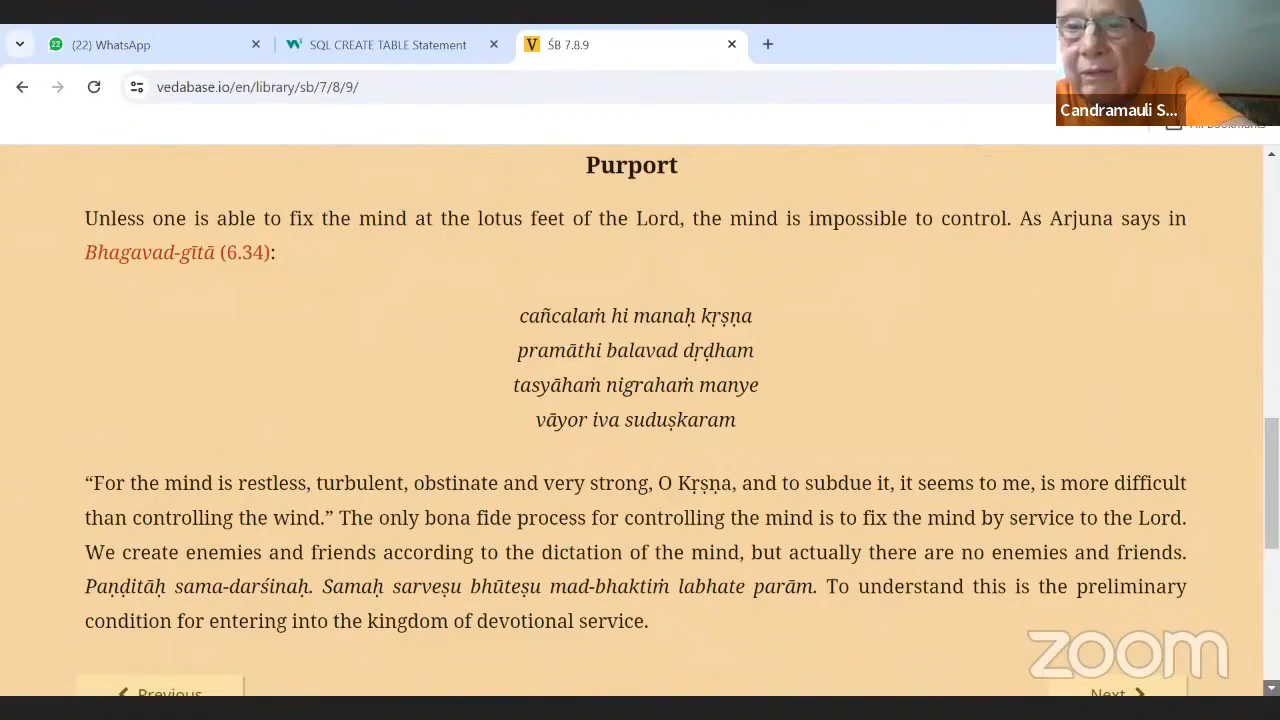 (22) WhatsApp
SQL CREATE TABLE Statement
ŚB 7.8.9
vedabase.io/en/library/sb/7/8/9/
Candramauli S...
All Bookmarks
Purport
Unless one is able to fix the mind at the lotus feet of the Lord, the mind is impossible to control. As Arjuna says in
Bhagavad-gītā (6.34):
cañcalaṁ hi manaḥ kṛṣṇa
pramāthi balavad dṛḍham
tasyāhaṁ nigrahaṁ manye
vāyor iva suduṣkaram
“For the mind is restless, turbulent, obstinate and very strong, O Kṛṣṇa, and to subdue it, it seems to me, is more difficult
than controlling the wind.” The only bona fide process for controlling the mind is to fix the mind by service to the Lord.
We create enemies and friends according to the dictation of the mind, but actually there are no enemies and friends.
Paṇḍitāḥ sama-darśinaḥ. Samaḥ sarveṣu bhūteṣu mad-bhaktiṁ labhate parām. To understand this is the preliminary
condition for entering into the kingdom of devotional service.
zoom
Previous
Next